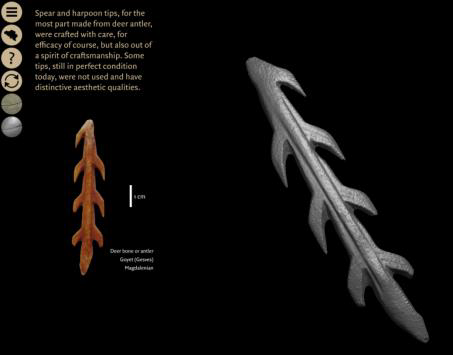 Spear and harpoon tips, for the
most part made from deer antler,
were crafted with care, for
efficacy of course, but also out of
a spirit of craftsmanship. Some
tips, still in perfect condition
today, were not used and have
distinctive aesthetic qualities.
?
1 cm
Deer bone or antler
Goyet (Gesves)
Magdalenian